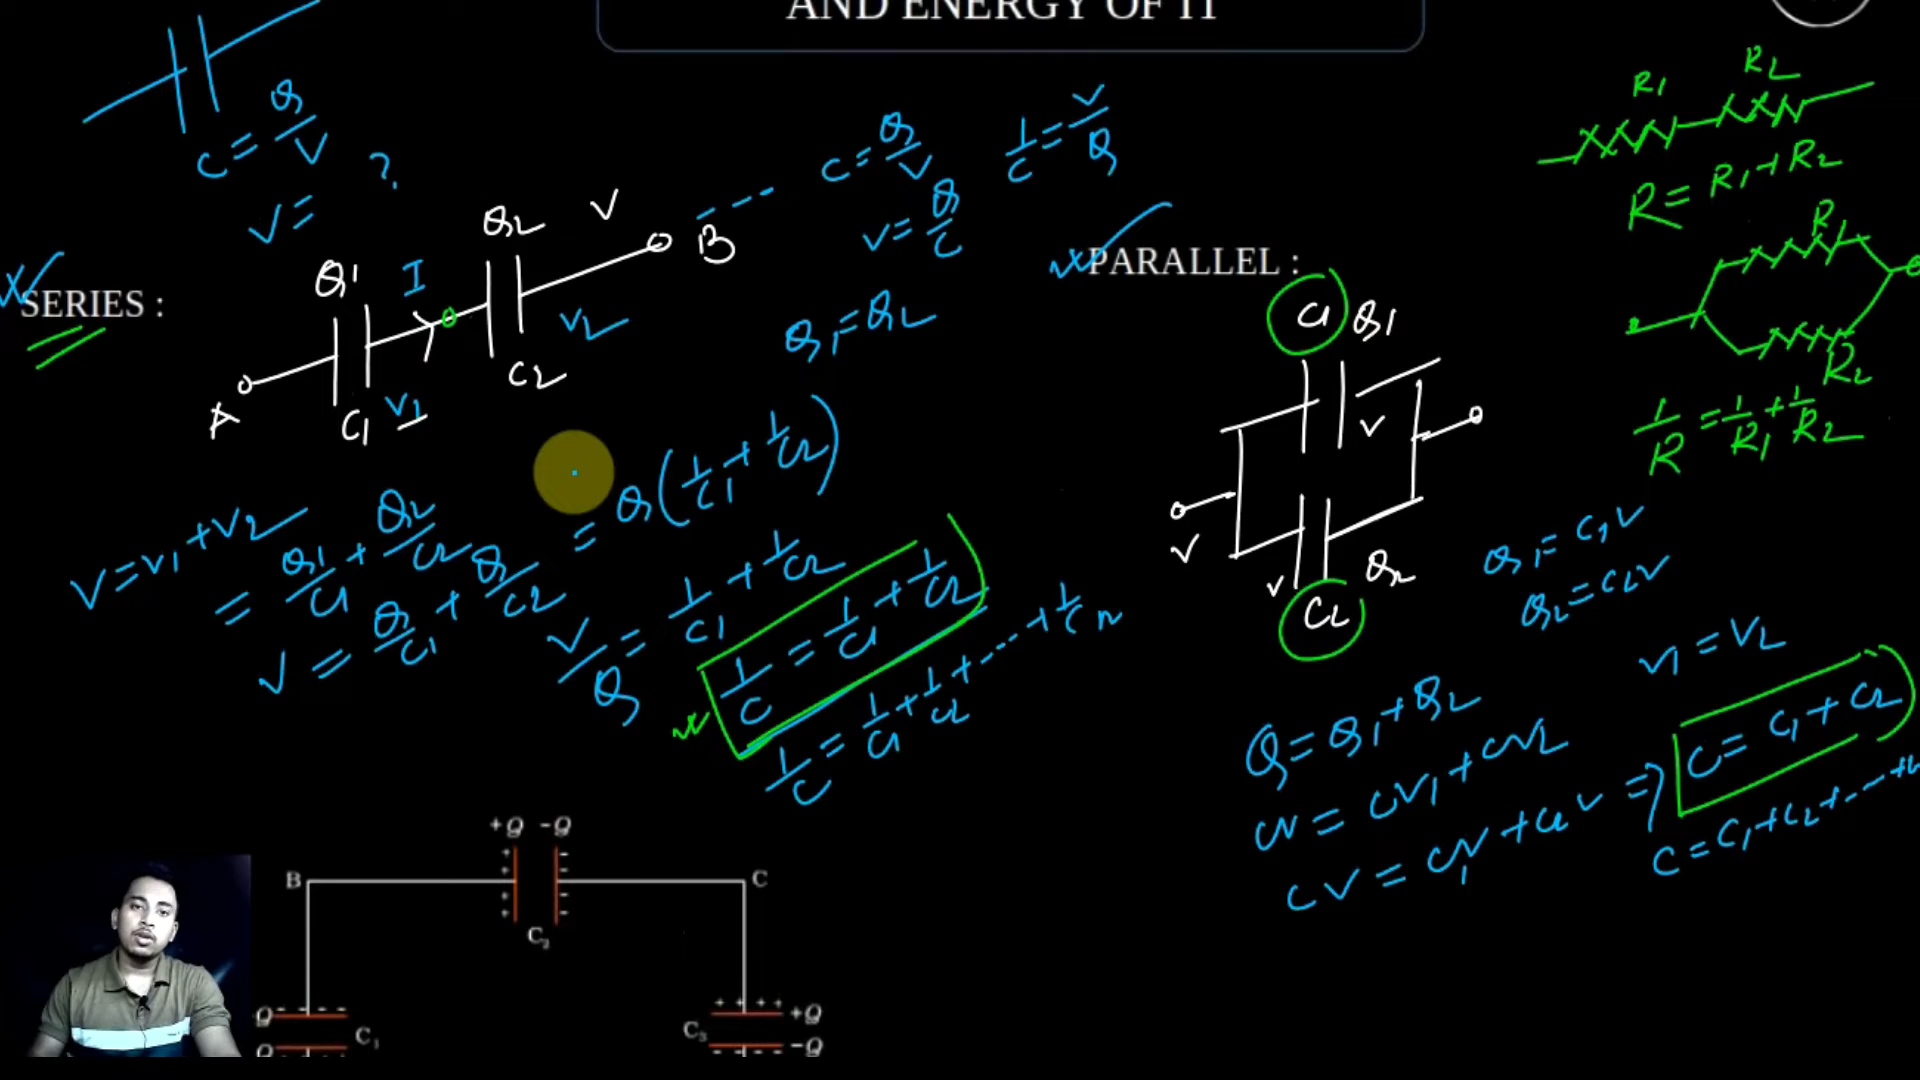 AND ENERGY OF IT
C = Q/V
V =
?
SERIES :
A
Q1
C1
V1
I
Q2
C2
V2
V
B
C = Q/V
1/C = V/Q
V = Q/C
Q1 = Q2
V = V1 + V2
= Q1/C1 + Q2/C2
V = Q/C1 + Q/C2
= Q(1/C1 + 1/C2)
V/Q = 1/C1 + 1/C2
1/C = 1/C1 + 1/C2
1/C = 1/C1 + 1/C2 + ---- + 1/Cn
PARALLEL :
C1
Q1
V
V
V
Q2
C2
Q1 = C1V
Q2 = C2V
V1 = V2
Q = Q1 + Q2
CV = CV1 + CV2
CV = C1V + C2V =>
C = C1 + C2
C = C1 + C2 + ---- +
R1
R2
R = R1 + R2
R1
R2
1/R = 1/R1 + 1/R2
+Q -Q
B
C
C2
Q
C1
Q
C3
+Q
-Q